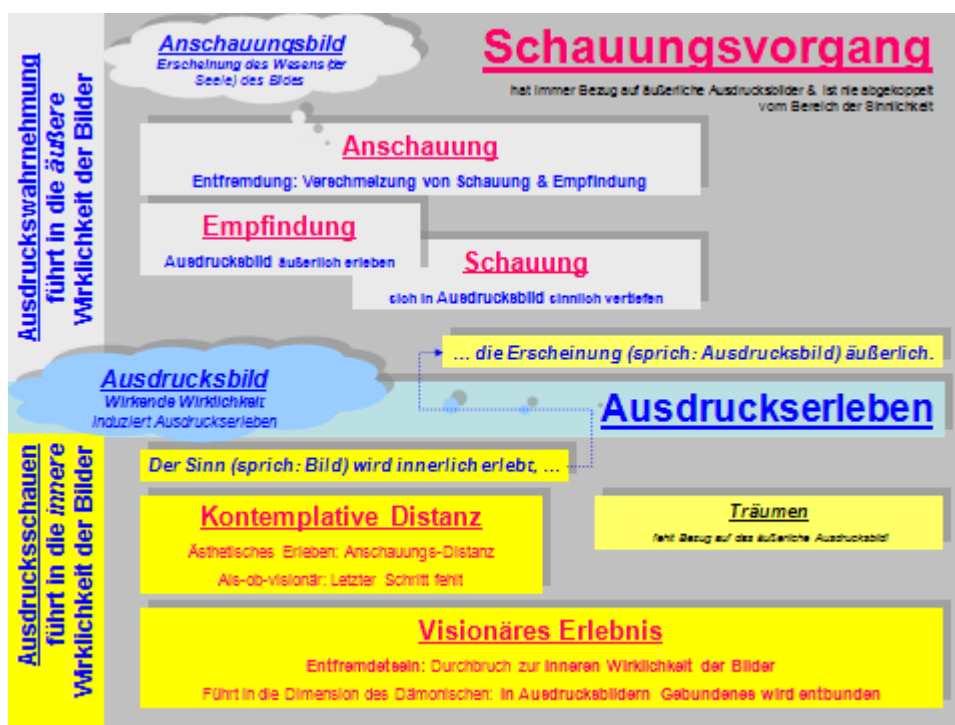 Ausdruckswahrnehmung
führt in die äußere
Wirklichkeit der Bilder
Anschauungsbild
Erscheinung des Wesens (der
Seele) des Bildes
Schauungsvorgang
hat immer Bezug auf äußerliche Ausdrucksbilder & ist nie abgekoppelt
vom Bereich der Sinnlichkeit
Anschauung
Entfremdung: Verschmelzung von Schauung & Empfindung
Empfindung
Ausdrucksbild äußerlich erleben
Schauung
sich in Ausdrucksbild sinnlich vertiefen
... die Erscheinung (sprich: Ausdrucksbild) äußerlich.
Ausdrucksbild
Wirkende Wirklichkeit:
Induziert Ausdruckserleben
Ausdruckserleben
Ausdrucksschauen
führt in die innere
Wirklichkeit der Bilder
Der Sinn (sprich: Bild) wird innerlich erlebt, ...
Kontemplative Distanz
Ästhetisches Erleben: Anschauungs-Distanz
Als-ob-visionär: Letzter Schritt fehlt
Träumen
fehlt Bezug auf das äußerliche Ausdrucksbild!
Visionäres Erlebnis
Entfremdetsein: Durchbruch zur inneren Wirklichkeit der Bilder
Führt in die Dimension des Dämonischen: In Ausdrucksbildern Gebundenes wird entbunden